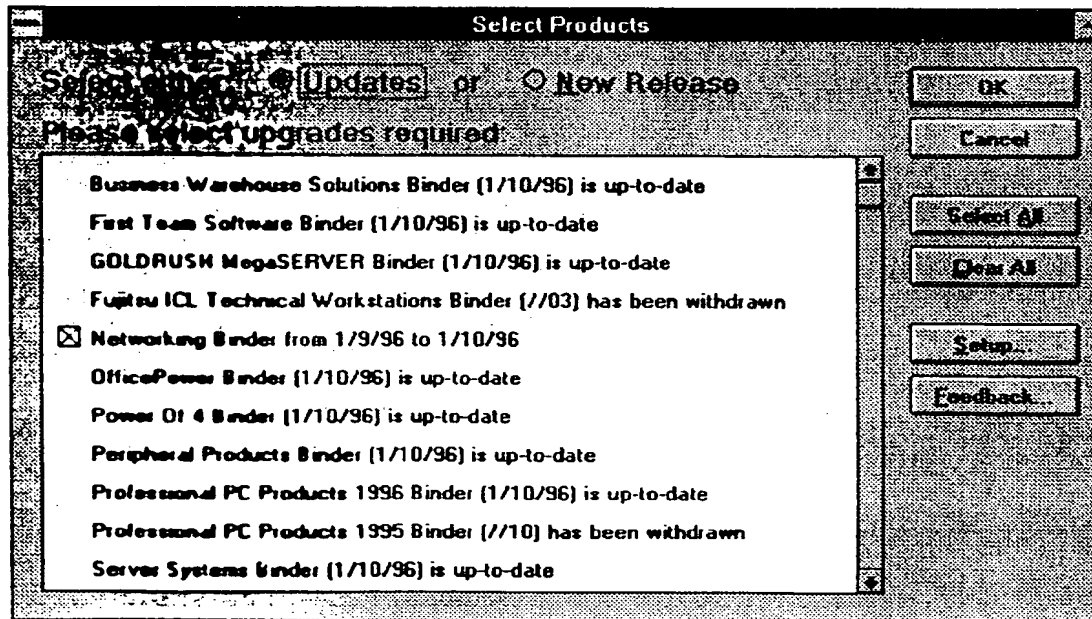 Select Products
Select either Updates or New Release
Please select upgrades required
OK
Cancel
Select All
Clear All
Setup...
Feedback...
Business Warehouse Solutions Binder (1/10/96) is up-to-date
First Team Software Binder (1/10/96) is up-to-date
GOLDRUSH MegaSERVER Binder (1/10/96) is up-to-date
Fujitsu ICL Technical Workstations Binder (//03) has been withdrawn
Networking Binder from 1/9/96 to 1/10/96
OfficePower Binder (1/10/96) is up-to-date
Power Of 4 Binder (1/10/96) is up-to-date
Peripheral Products Binder (1/10/96) is up-to-date
Professional PC Products 1996 Binder (1/10/96) is up-to-date
Professional PC Products 1995 Binder (//10) has been withdrawn
Server Systems Binder (1/10/96) is up-to-date